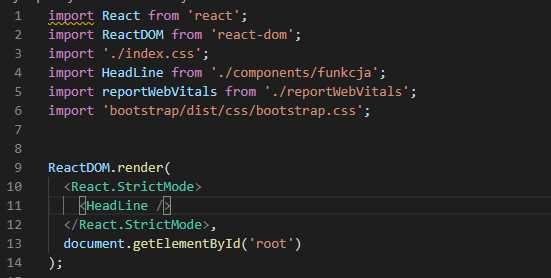 1 import React from 'react';
2 import ReactDOM from 'react-dom';
3 import './index.css';
4 import HeadLine from './components/funkcja';
5 import reportWebVitals from './reportWebVitals';
6 import 'bootstrap/dist/css/bootstrap.css';
7
8
9 ReactDOM.render(
10 <React.StrictMode>
11 <HeadLine />
12 </React.StrictMode>,
13 document.getElementById('root')
14 );